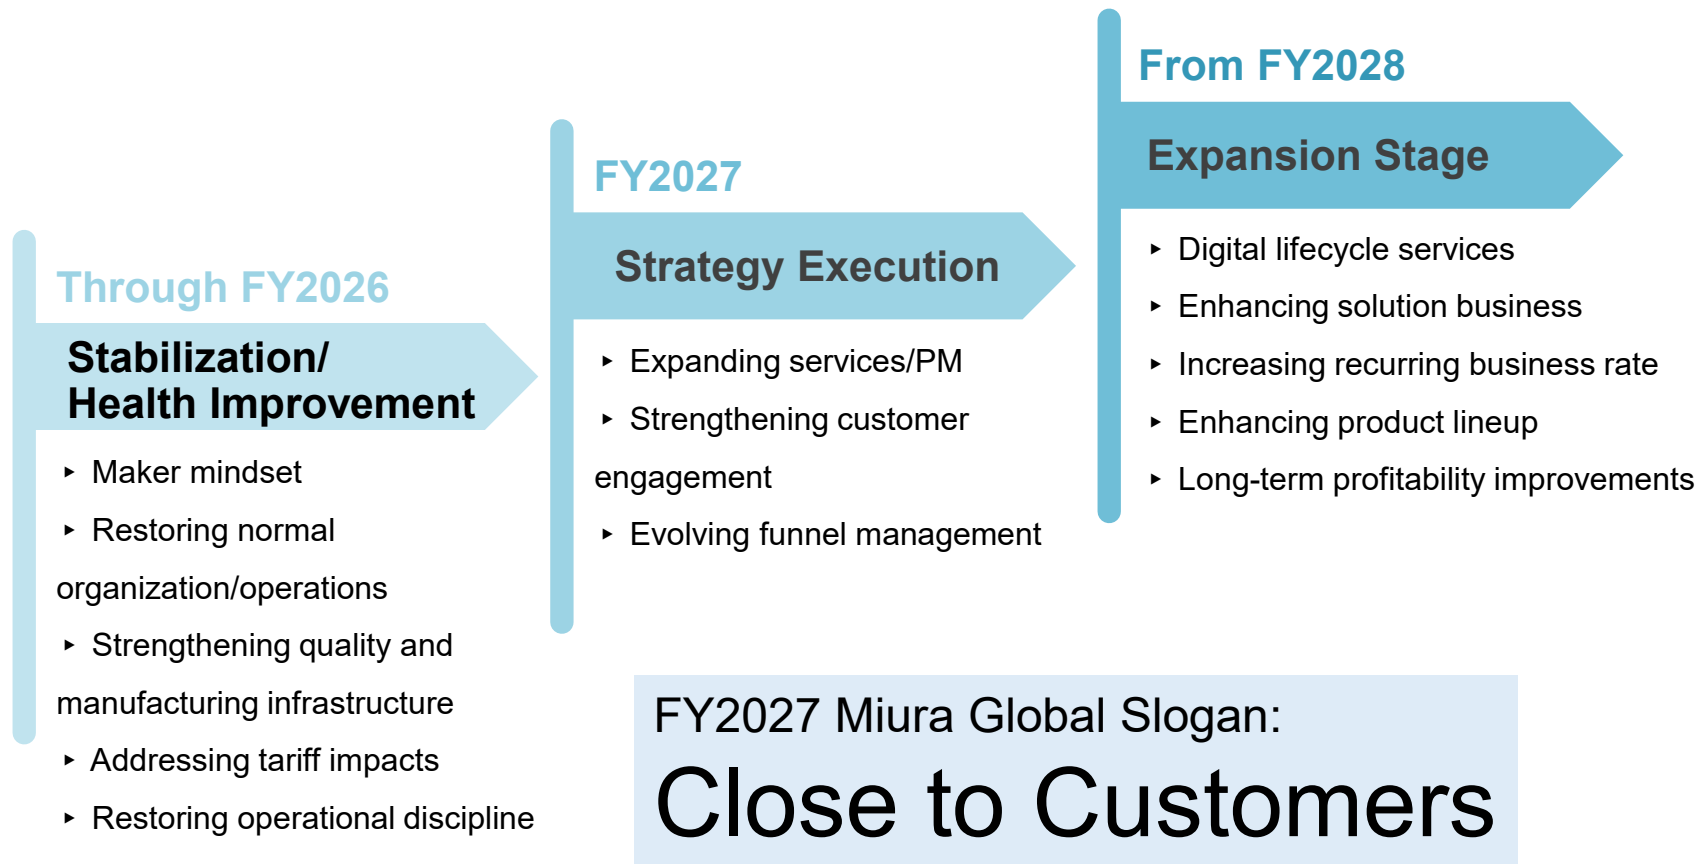 Through FY2026
Stabilization/
Health Improvement
‣ Maker mindset
‣ Restoring normal
organization/operations
‣ Strengthening quality and
manufacturing infrastructure
‣ Addressing tariff impacts
‣ Restoring operational discipline
FY2027
Strategy Execution
‣ Expanding services/PM
‣ Strengthening customer
engagement
‣ Evolving funnel management
From FY2028
Expansion Stage
‣ Digital lifecycle services
‣ Enhancing solution business
‣ Increasing recurring business rate
‣ Enhancing product lineup
‣ Long-term profitability improvements
FY2027 Miura Global Slogan:
Close to Customers